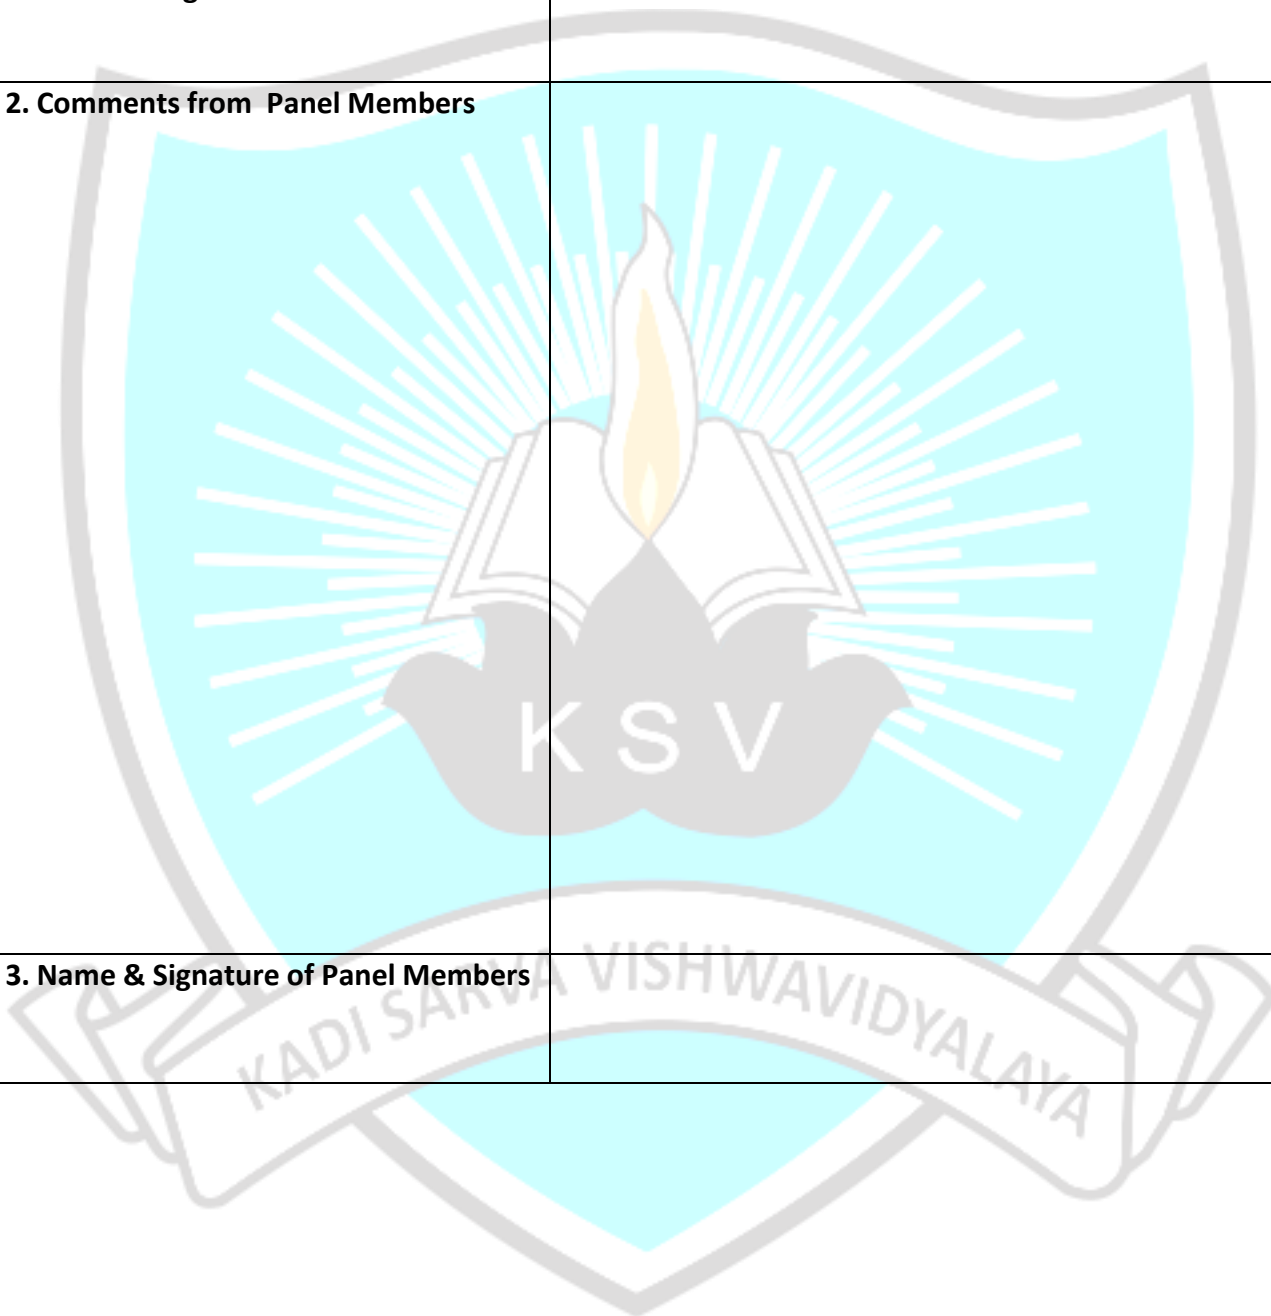 2. Comments from Panel Members
K S V
3. Name & Signature of Panel Members
KADI SARVA VISHWAVIDYALAYA